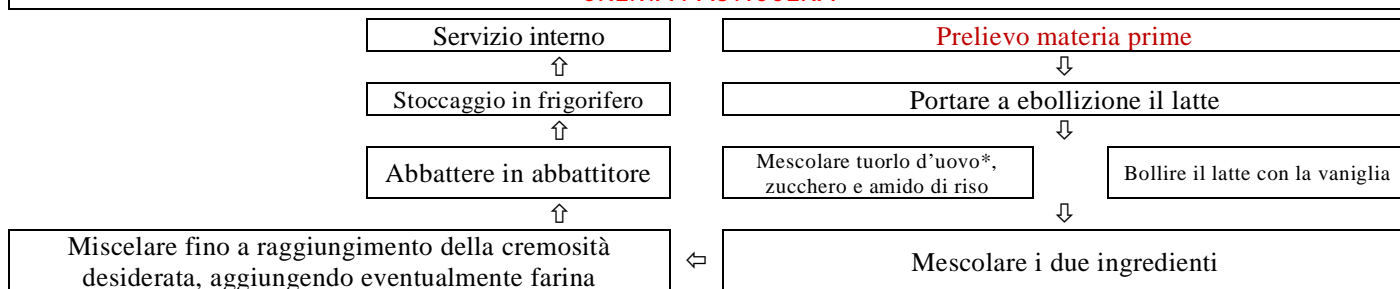 Servizio interno
Prelievo materia prime
⇧
⇩
Stoccaggio in frigorifero
Portare a ebollizione il latte
⇧
⇩
Abbattere in abbattitore
Mescolare tuorlo d'uovo*,
zucchero e amido di riso
Bollire il latte con la vaniglia
⇧
⇩
Miscelare fino a raggiungimento della cremosità
desiderata, aggiungendo eventualmente farina
⇦
Mescolare i due ingredienti